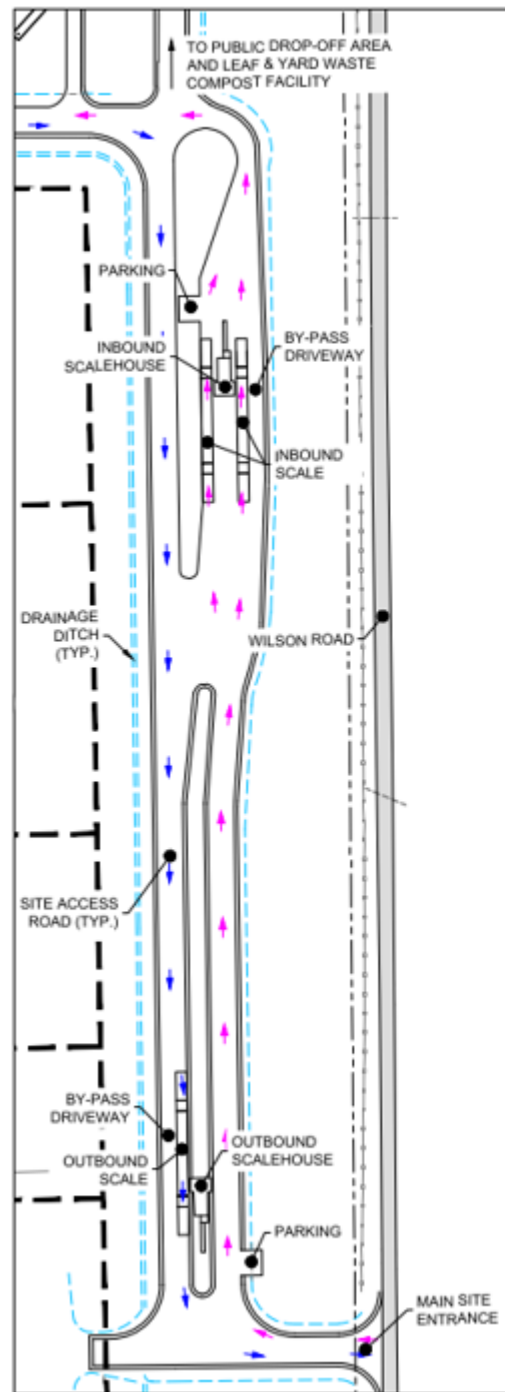 TO PUBLIC DROP-OFF AREA
AND LEAF & YARD WASTE
COMPOST FACILITY
PARKING
INBOUND
SCALEHOUSE
BY-PASS
DRIVEWAY
INBOUND
SCALE
DRAINAGE
DITCH
(TYP.)
WILSON ROAD
SITE ACCESS
ROAD (TYP.)
BY-PASS
DRIVEWAY
OUTBOUND
SCALE
OUTBOUND
SCALEHOUSE
PARKING
MAIN SITE
ENTRANCE